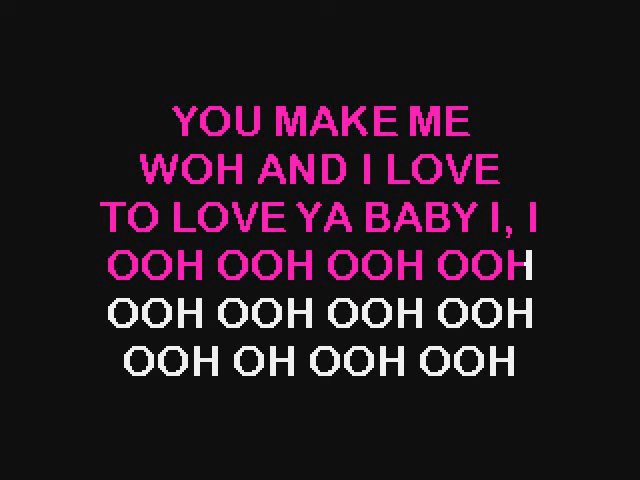 YOU MAKE ME
WOH AND I LOVE
TO LOVE YA BABY I, I
OOH OOH OOH OOH
OOH OOH OOH OOH
OOH OH OOH OOH